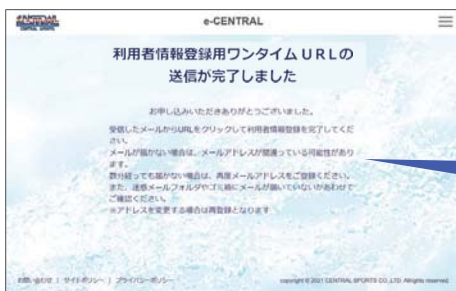 CENTRAL SPORTS
e-CENTRAL
利用者情報登録用ワンタイムURLの
送信が完了しました
お申し込みいただきありがとうございました。
受信したメールからURLをクリックして利用者情報登録を完了してくだ
さい。
メールが届かない場合は、メールアドレスが間違っている可能性があり
ます。
数分経っても届かない場合は、再度メールアドレスをご登録ください。
また、迷惑メールフォルダやゴミ箱にメールが届いていないかあわせて
ご確認ください。
※アドレスを変更する場合は再登録となります
お問い合わせ | サイトポリシー | プライバシーポリシー
copyright © 2021 CENTRAL SPORTS CO.,LTD. All rights reserved.